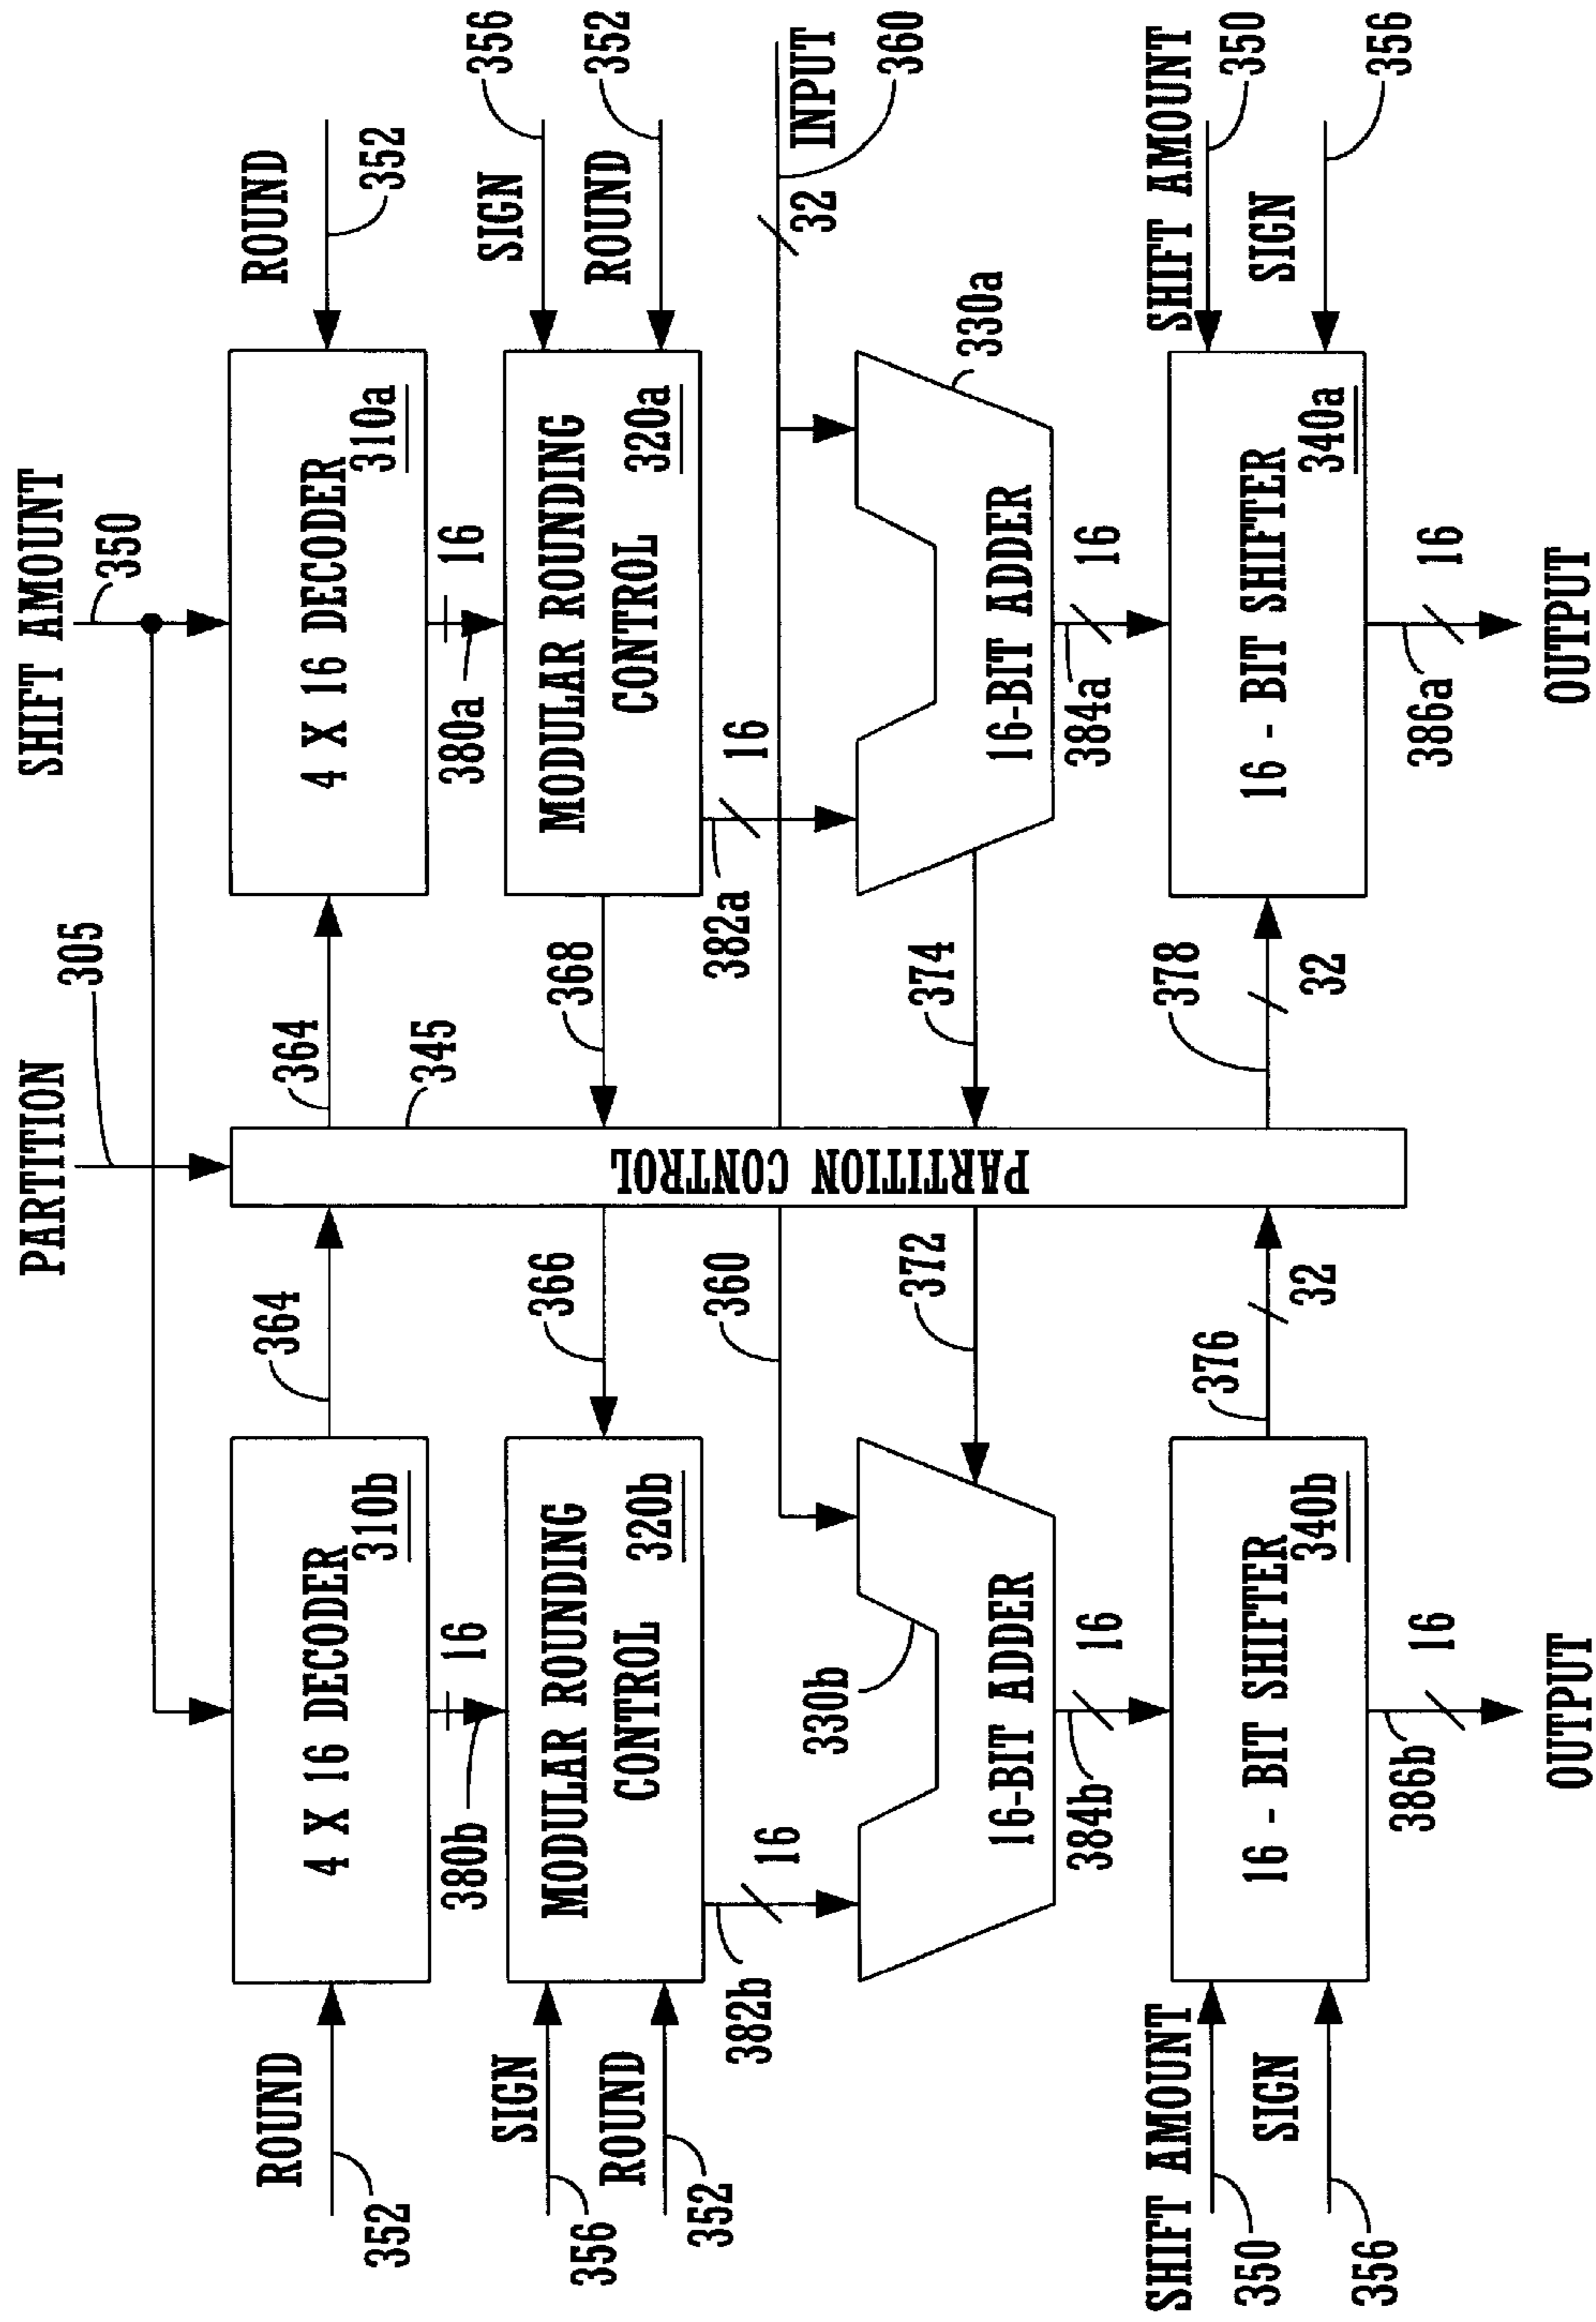 PARTITION
SHIFT AMOUNT
305
350
ROUND
364
364
ROUND
352
4 X 16 DECODER
310b
345
4 X 16 DECODER
310a
352
380b
16
380a
16
SIGN
356
ROUND
352
MODULAR ROUNDING
CONTROL
320b
366
368
MODULAR ROUNDING
CONTROL
320a
SIGN
356
ROUND
352
382b
16
360
PARTITION CONTROL
382a
16
32
INPUT
360
330b
16-BIT ADDER
372
374
16-BIT ADDER
330a
384b
16
384a
16
SHIFT AMOUNT
350
SIGN
356
16 - BIT SHIFTER
340b
376
32
378
32
16 - BIT SHIFTER
340a
SHIFT AMOUNT
350
SIGN
356
386b
16
386a
16
OUTPUT
OUTPUT